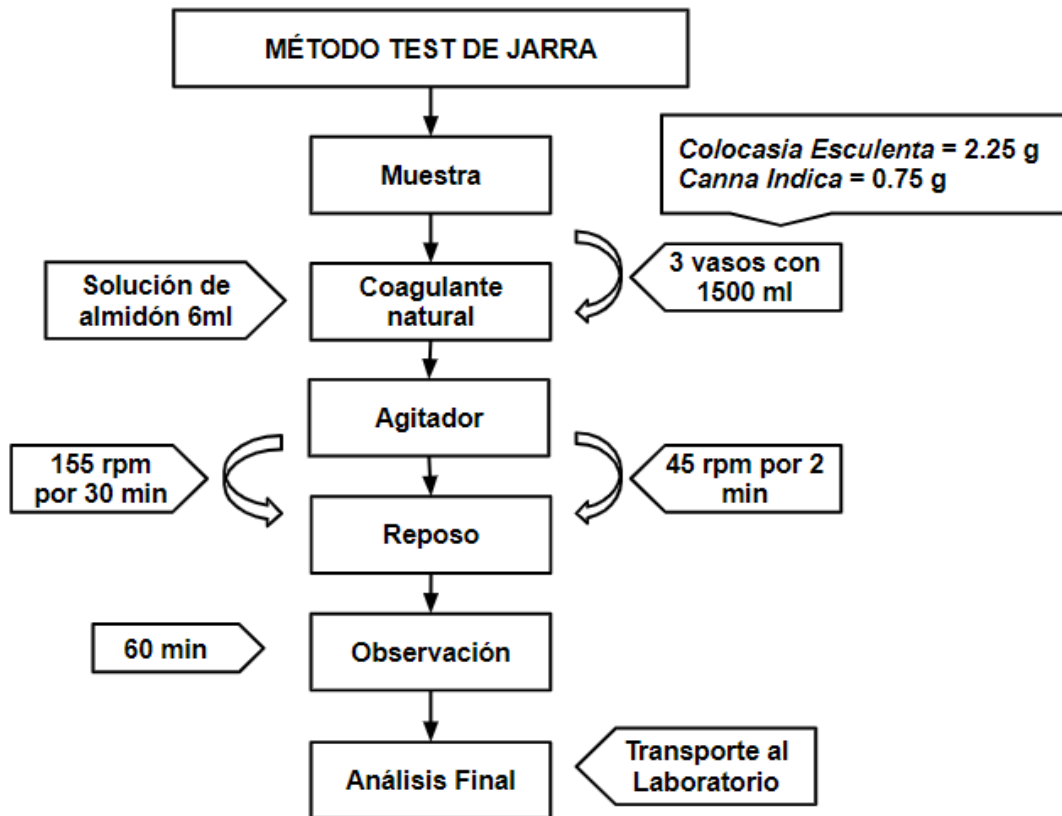 MÉTODO TEST DE JARRA
Muestra
Colocasia Esculenta = 2.25 g
Canna Indica = 0.75 g
Solución de
almidón 6ml
Coagulante
natural
3 vasos con
1500 ml
Agitador
155 rpm
por 30 min
45 rpm por 2
min
Reposo
60 min
Observación
Análisis Final
Transporte al
Laboratorio